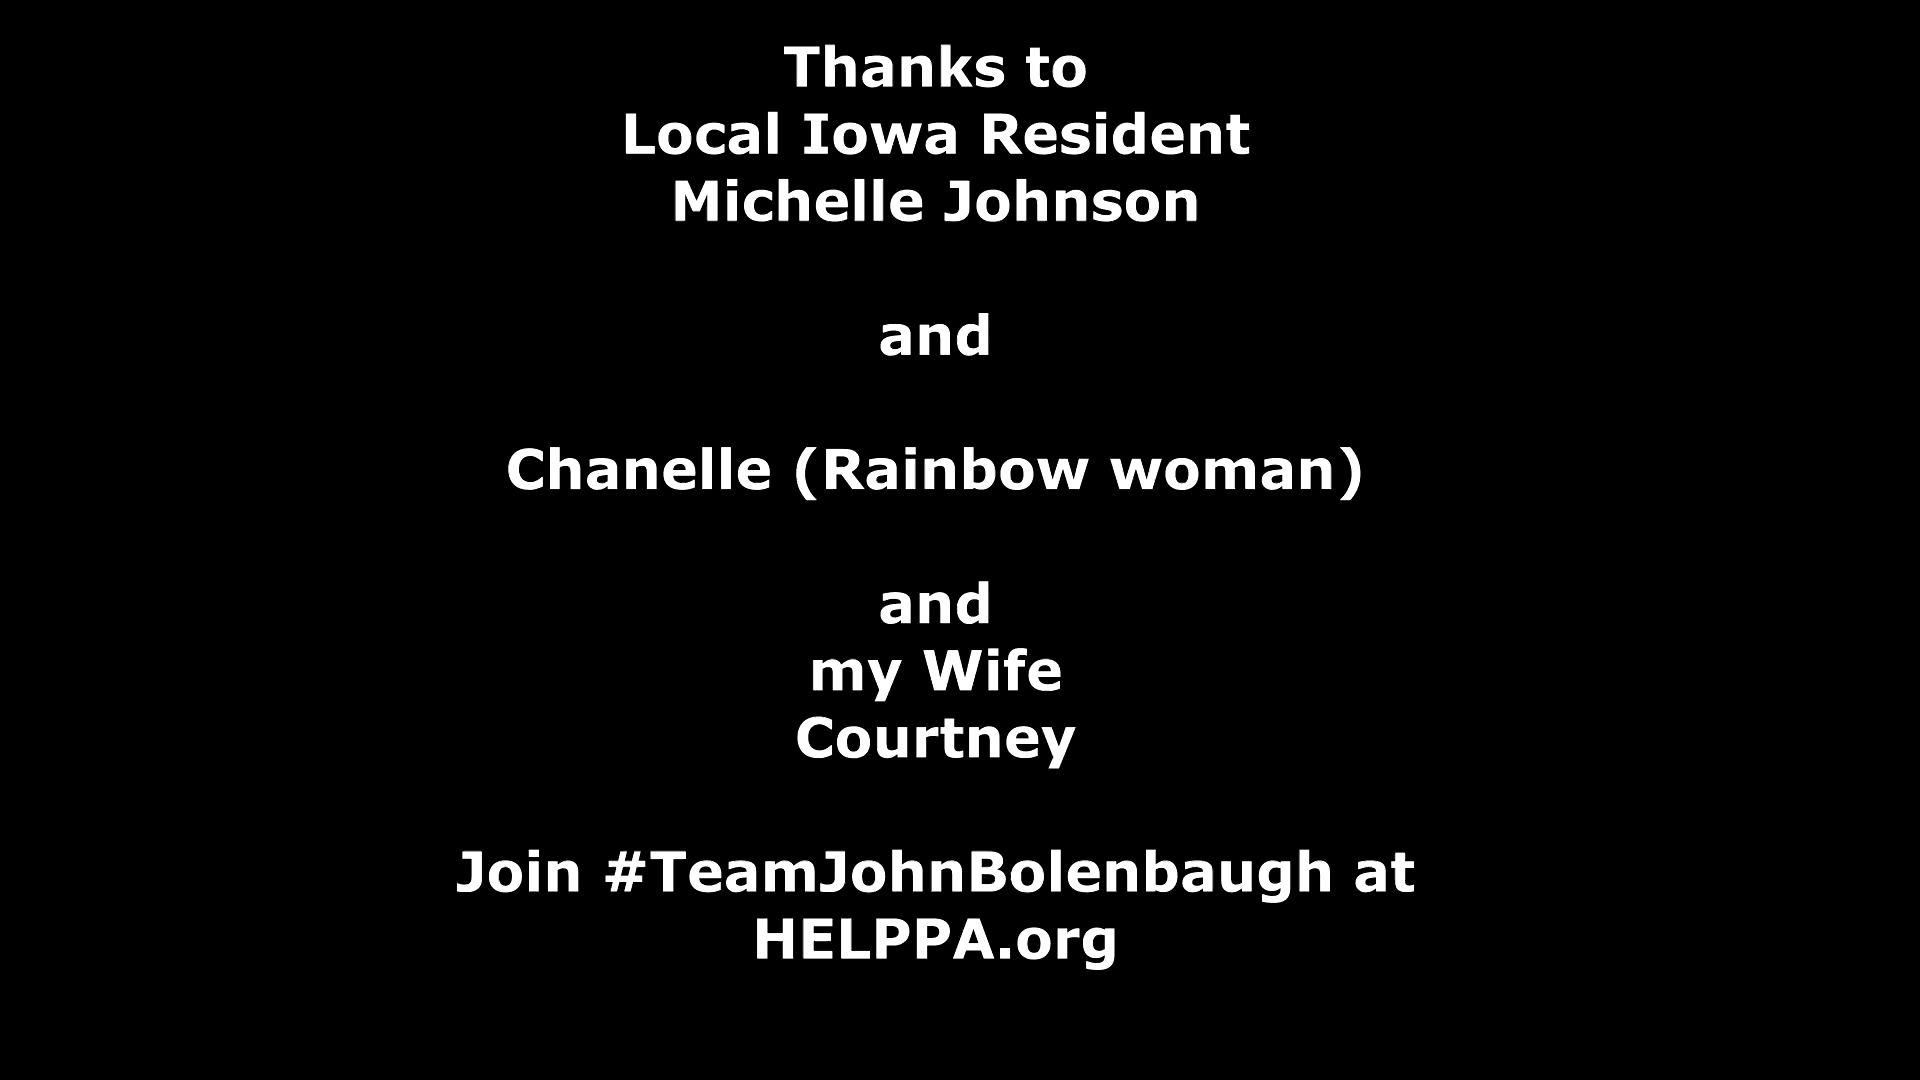 Thanks to
Local Iowa Resident
Michelle Johnson
and
Chanelle (Rainbow woman)
and
my Wife
Courtney
Join #TeamJohnBolenbaugh at
HELPPA.org